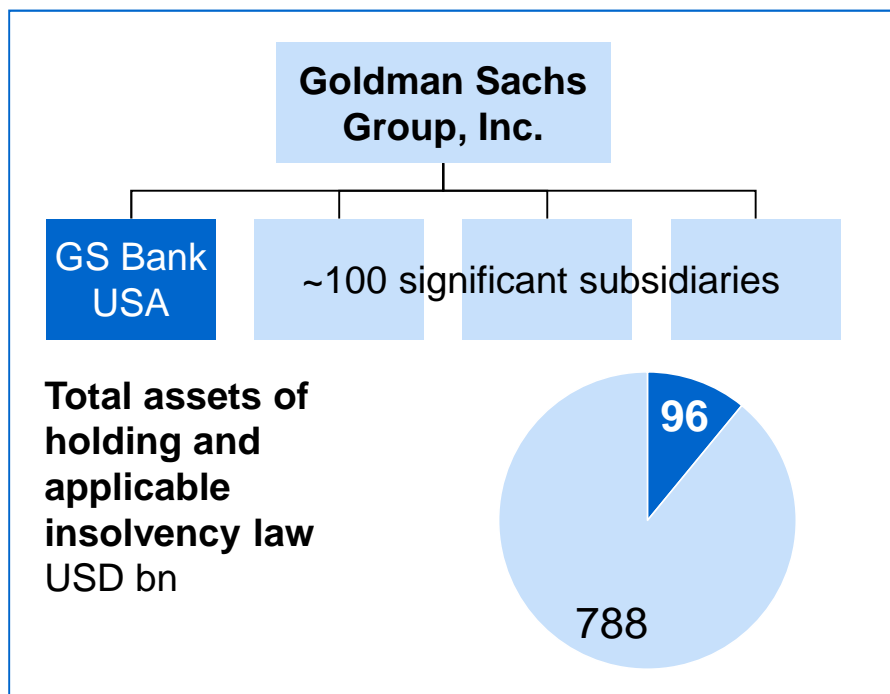 Goldman Sachs
Group, Inc.
GS Bank
USA
~100 significant subsidiaries
Total assets of
holding and
applicable
insolvency law
USD bn
96
788